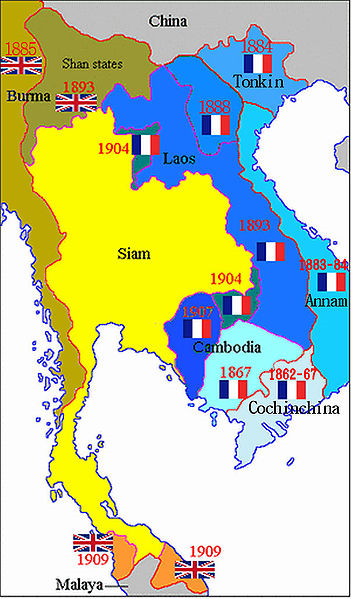 China
1885
1884
Shan states
Tonkin
Burma
1893
1888
1904
Laos
1893
Siam
1883-84
1904
Annam
1907
Cambodia
1867
1862-67
Cochinchina
1909
1909
Malaya